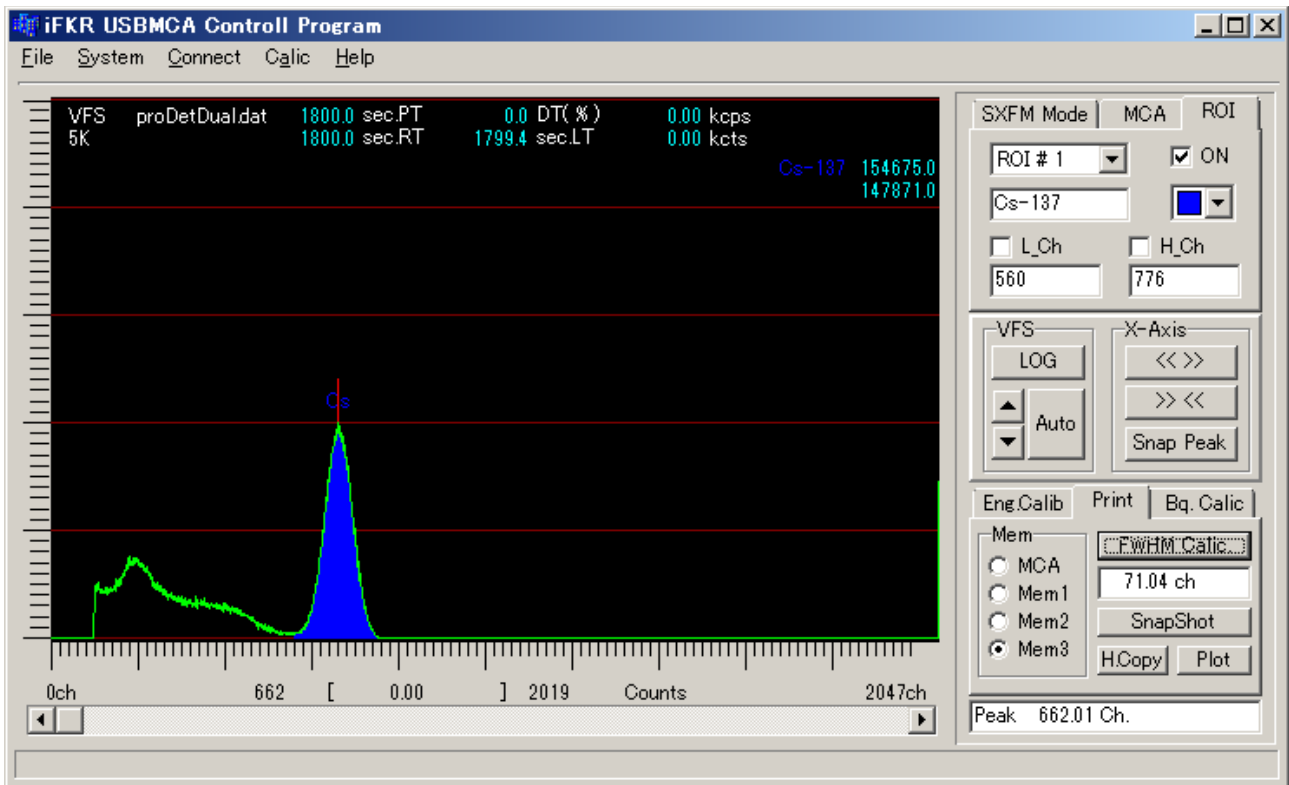 iFKR USBMCA Controll Program
File System Connect Calic Help
VFS proDetDual.dat 1800.0 sec.PT 0.0 DT( % ) 0.00 kcps
5K 1800.0 sec.RT 1799.4 sec.LT 0.00 kcts
Cs-137 154675.0
147871.0
Cs
0ch 662 [ 0.00 ] 2019 Counts 2047ch
SXFM Mode MCA ROI
ROI # 1 ON
Cs-137
L_Ch H_Ch
560 776
VFS X-Axis
LOG << >>
>> <<
Auto
Snap Peak
Eng.Calib Print Bq. Calic
Mem FWHM Calic.
MCA 71.04 ch
Mem1
Mem2 SnapShot
Mem3 H.Copy Plot
Peak 662.01 Ch.